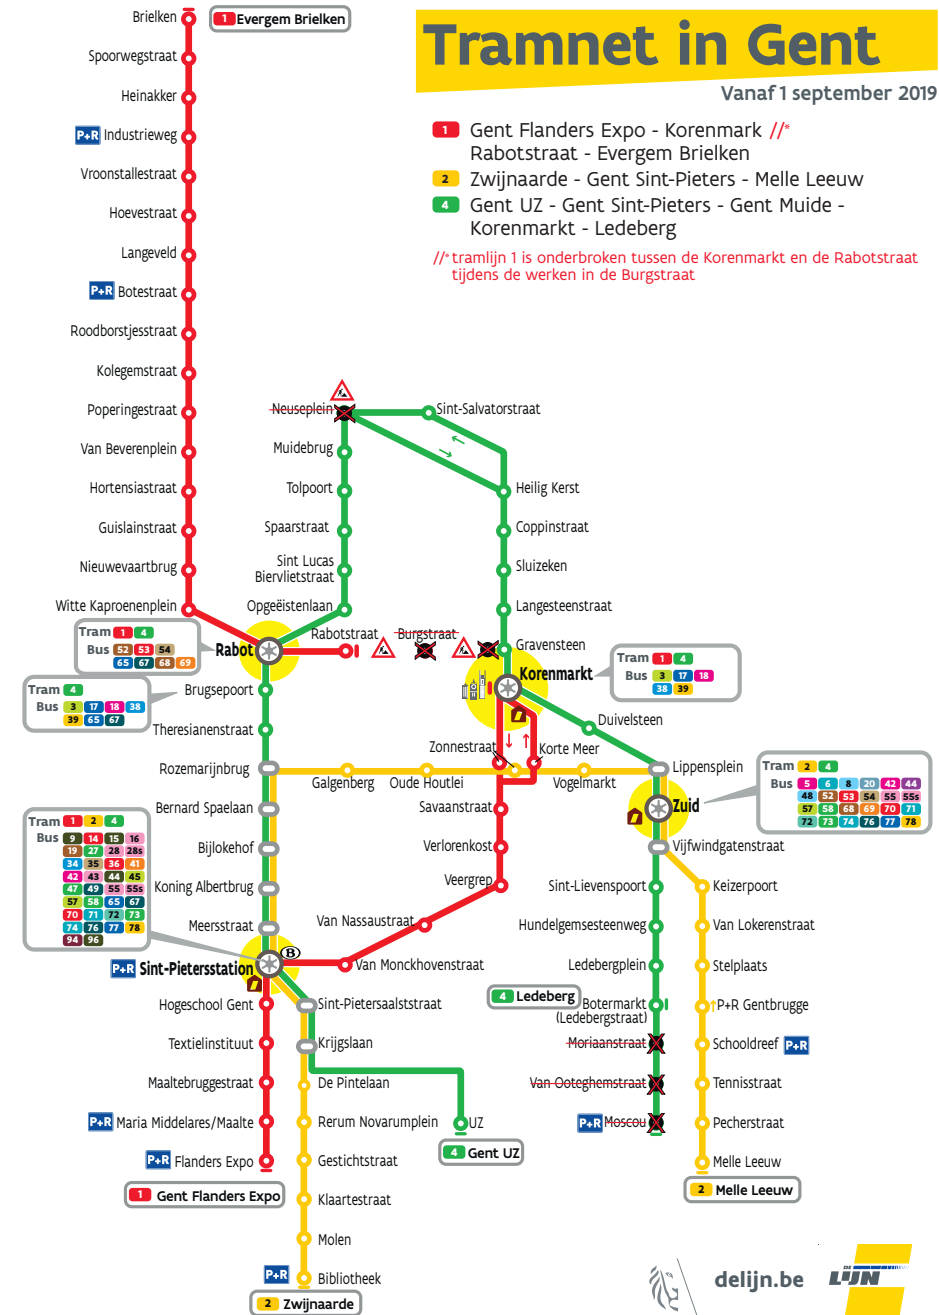 Tramnet in Gent
Vanaf 1 september 2019
1 Gent Flanders Expo - Korenmark //*
Rabotstraat - Evergem Brielken
2 Zwijnaarde - Gent Sint-Pieters - Melle Leeuw
4 Gent UZ - Gent Sint-Pieters - Gent Muide -
Korenmarkt - Ledeberg
//* tramlijn 1 is onderbroken tussen de Korenmarkt en de Rabotstraat
tijdens de werken in de Burgstraat
1 Evergem Brielken
Brielken
Spoorwegstraat
Heinakker
P+R Industrieweg
Vroonstallestraat
Hoevestraat
Langeveld
P+R Botestraat
Roodborstjesstraat
Kolegemstraat
Poperingestraat
Van Beverenplein
Hortensiastraat
Guislainstraat
Nieuwevaartbrug
Witte Kaproenenplein
Neuseplein
Muidebrug
Tolpoort
Spaarstraat
Sint Lucas
Biervlietstraat
Opgeëistenlaan
Sint-Salvatorstraat
Heilig Kerst
Coppinstraat
Sluizeken
Langesteenstraat
Gravensteen
Rabotstraat
Burgstraat
Tram 1 4
Bus 52 53 54
65 67 68 69
Rabot
Korenmarkt
Tram 1 4
Bus 3 17 18
38 39
Tram 4
Bus 3 17 18 38
39 65 67
Brugsepoort
Theresianenstraat
Rozemarijnbrug
Bernard Spaelaan
Bijlokehof
Koning Albertbrug
Meersstraat
Duivelsteen
Zonnestraat
Korte Meer
Galgenberg
Oude Houtlei
Vogelmarkt
Lippensplein
Savaanstraat
Verlorenkost
Veergrep
Van Nassaustraat
Van Monckhovenstraat
Zuid
Tram 2 4
Bus 5 6 8 20 42 44
48 52 53 54 55 55s
57 58 68 69 70 71
72 73 74 76 77 78
Vijfwindgatenstraat
Tram 1 2 4
Bus 9 14 15 16
19 27 28 28s
34 35 36 41
42 43 44 45
47 49 55 55s
57 58 65 67
70 71 72 73
74 76 77 78
94 96
P+R Sint-Pietersstation
B
Hogeschool Gent
Textielinstituut
Maaltebruggestraat
P+R Maria Middelares/Maalte
P+R Flanders Expo
1 Gent Flanders Expo
Sint-Pietersaalststraat
Krijgslaan
De Pintelaan
Rerum Novarumplein
Gestichtstraat
Klaartestraat
Molen
P+R Bibliotheek
2 Zwijnaarde
UZ
4 Gent UZ
Sint-Lievenspoort
Hundelgemsesteenweg
Ledebergplein
4 Ledeberg
Botermarkt
(Ledebergstraat)
Moriaanstraat
Van Ooteghemstraat
P+R Moscou
Keizerpoort
Van Lokerenstraat
Stelplaats
↑P+R Gentbrugge
Schooldreef P+R
Tennisstraat
Pecherstraat
Melle Leeuw
2 Melle Leeuw
delijn.be
DE LIJN